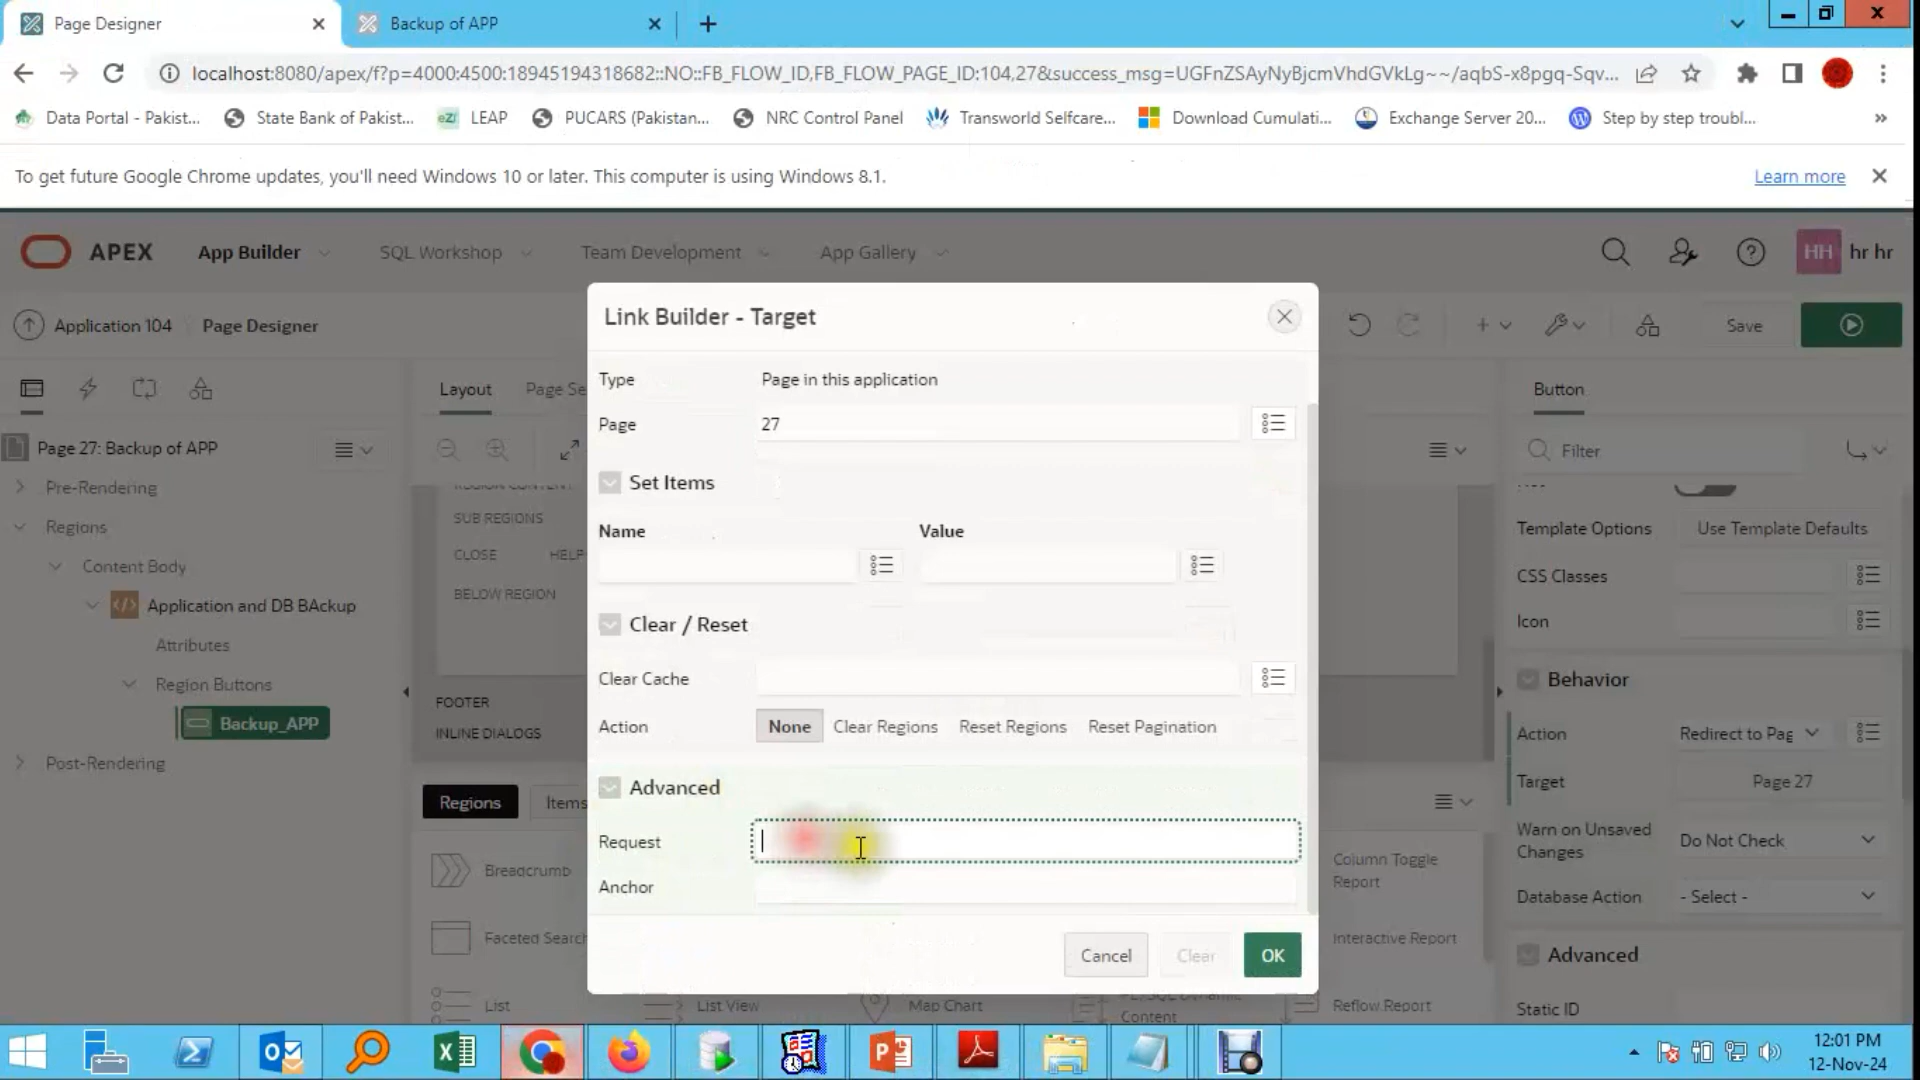 Page Designer
Backup of APP
localhost:8080/apex/f?p=4000:4500:18945194318682::NO::FB_FLOW_ID,FB_FLOW_PAGE_ID:104,27&success_msg=UGFnZSAyNyBjcmVhdGVkLg~~/aqbS-x8pgq-Sqv...
Data Portal - Pakist...
State Bank of Pakist...
eZi
LEAP
PUCARS (Pakistan...
NRC Control Panel
Transworld Selfcare...
Download Cumulati...
Exchange Server 20...
Step by step troubl...
»
To get future Google Chrome updates, you'll need Windows 10 or later. This computer is using Windows 8.1.
Learn more
APEX
App Builder
SQL Workshop
Team Development
App Gallery
HH
hr hr
Application 104
Page Designer
Save
Layout
Page Se
Button
Page 27: Backup of APP
Filter
Pre-Rendering
Regions
Content Body
Application and DB BAckup
Attributes
Region Buttons
Backup_APP
Post-Rendering
REGION CONTENT
SUB REGIONS
CLOSE
HELP
BELOW REGION
FOOTER
INLINE DIALOGS
Regions
Items
Breadcrumb
Faceted Search
List
List View
Map Chart
PL/SQL Dynamic Content
Column Toggle Report
Interactive Report
Reflow Report
Link Builder - Target
Type
Page in this application
Page
27
Set Items
Name
Value
Clear / Reset
Clear Cache
Action
None
Clear Regions
Reset Regions
Reset Pagination
Advanced
Request
Anchor
Cancel
Clear
OK
Template Options
Use Template Defaults
CSS Classes
Icon
Behavior
Action
Redirect to Pag
Target
Page 27
Warn on Unsaved Changes
Do Not Check
Database Action
- Select -
Advanced
Static ID
12:01 PM
12-Nov-24